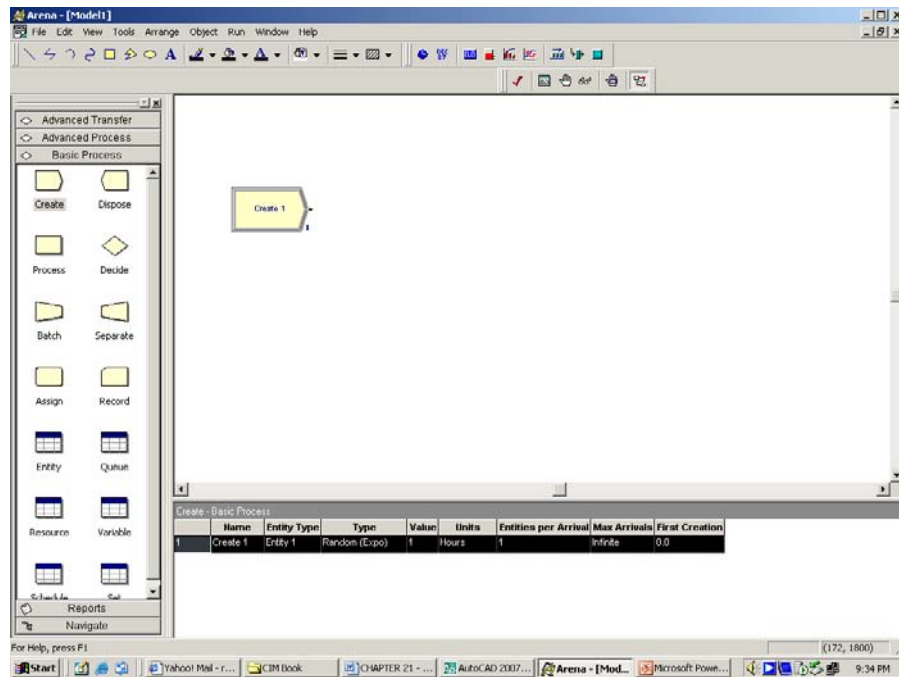 Arena - [Model1]
File Edit View Tools Arrange Object Run Window Help
A
Advanced Transfer
Advanced Process
Basic Process
Create Dispose
Process Decide
Batch Separate
Assign Record
Entity Queue
Resource Variable
Schedule Set
Reports
Navigate
Create 1
Create - Basic Process
Name Entity Type Type Value Units Entities per Arrival Max Arrivals First Creation
1 Create 1 Entity 1 Random (Expo) 1 Hours 1 Infinite 0.0
For Help, press F1
(172, 1800)
Start Yahoo! Mail - r... CIM Book CHAPTER 21 - ... AutoCAD 2007... Arena - [Mod... Microsoft Powe... 9:34 PM